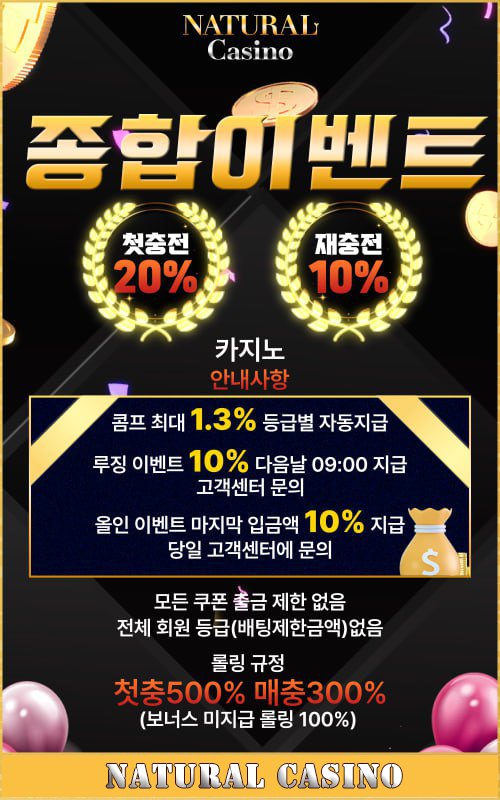 NATURAL
Casino
종합이벤트
첫충전
20%
재충전
10%
카지노
안내사항
콤프 최대 1.3% 등급별 자동지급
루징 이벤트 10% 다음날 09:00 지급
고객센터 문의
올인 이벤트 마지막 입금액 10% 지급
당일 고객센터에 문의
$
모든 쿠폰 출금 제한 없음
전체 회원 등급(배팅제한금액)없음
롤링 규정
첫충500% 매충300%
(보너스 미지급 롤링 100%)
NATURAL CASINO